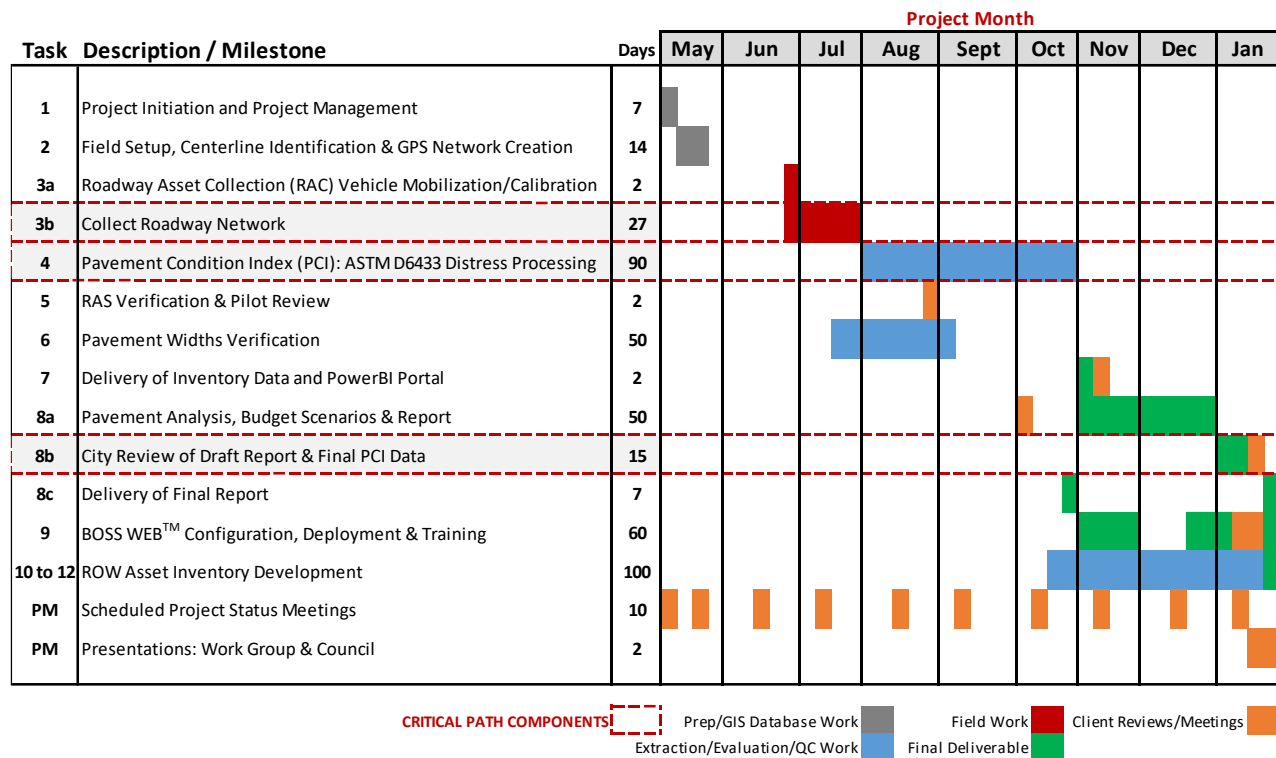 Project Month
Task Description / Milestone Days May Jun Jul Aug Sept Oct Nov Dec Jan
1 Project Initiation and Project Management 7
2 Field Setup, Centerline Identification & GPS Network Creation 14
3a Roadway Asset Collection (RAC) Vehicle Mobilization/Calibration 2
3b Collect Roadway Network 27
4 Pavement Condition Index (PCI): ASTM D6433 Distress Processing 90
5 RAS Verification & Pilot Review 2
6 Pavement Widths Verification 50
7 Delivery of Inventory Data and PowerBI Portal 2
8a Pavement Analysis, Budget Scenarios & Report 50
8b City Review of Draft Report & Final PCI Data 15
8c Delivery of Final Report 7
9 BOSS WEB™ Configuration, Deployment & Training 60
10 to 12 ROW Asset Inventory Development 100
PM Scheduled Project Status Meetings 10
PM Presentations: Work Group & Council 2
CRITICAL PATH COMPONENTS Prep/GIS Database Work Field Work Client Reviews/Meetings
Extraction/Evaluation/QC Work Final Deliverable